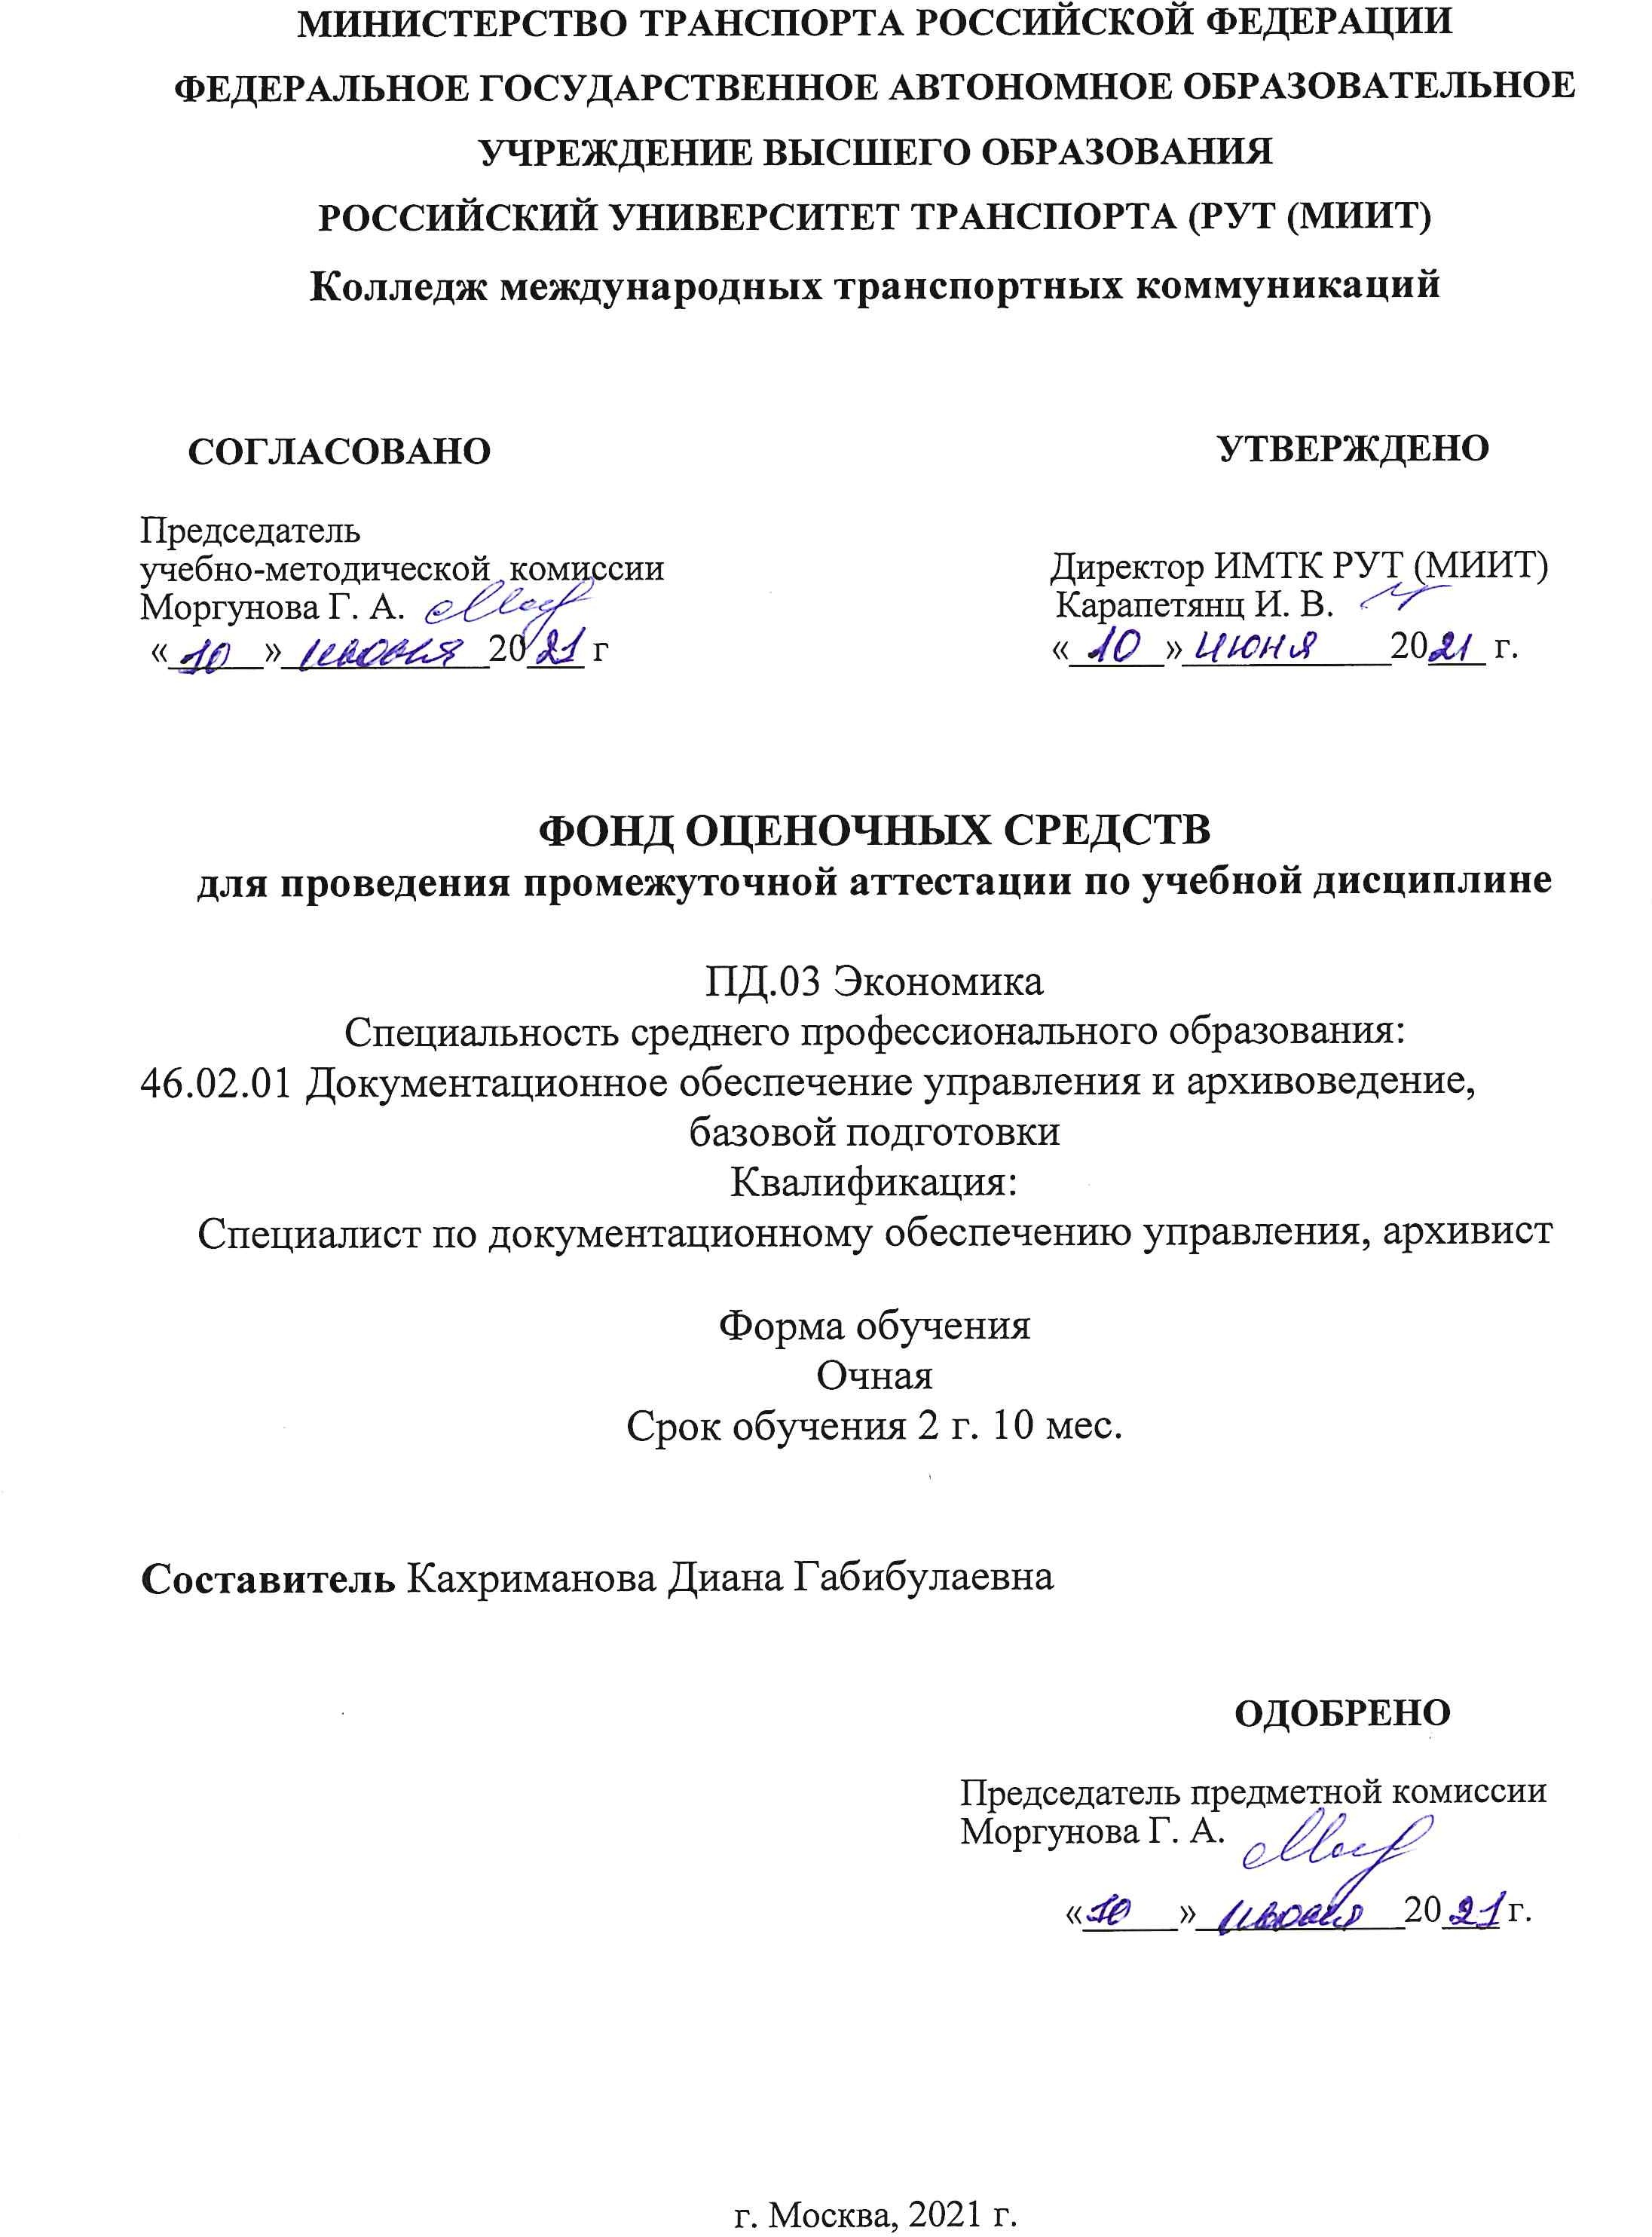 МИНИСТЕРСТВО ТРАНСПОРТА РОССИЙСКОЙ ФЕДЕРАЦИИ
ФЕДЕРАЛЬНОЕ ГОСУДАРСТВЕННОЕ АВТОНОМНОЕ ОБРАЗОВАТЕЛЬНОЕ
УЧРЕЖДЕНИЕ ВЫСШЕГО ОБРАЗОВАНИЯ
РОССИЙСКИЙ УНИВЕРСИТЕТ ТРАНСПОРТА (РУТ (МИИТ)
Колледж международных транспортных коммуникаций
СОГЛАСОВАНО
Председатель
учебно-методической комиссии
Моргунова Г. А.
«10» июня 2021 г
УТВЕРЖДЕНО
Директор ИМТК РУТ (МИИТ)
Карапетянц И. В.
«10» июня 2021 г.
ФОНД ОЦЕНОЧНЫХ СРЕДСТВ
для проведения промежуточной аттестации по учебной дисциплине
ПД.03 Экономика
Специальность среднего профессионального образования:
46.02.01 Документационное обеспечение управления и архивоведение,
базовой подготовки
Квалификация:
Специалист по документационному обеспечению управления, архивист
Форма обучения
Очная
Срок обучения 2 г. 10 мес.
Составитель Кахриманова Диана Габибулаевна
ОДОБРЕНО
Председатель предметной комиссии
Моргунова Г. А.
«10» июня 2021 г.
г. Москва, 2021 г.